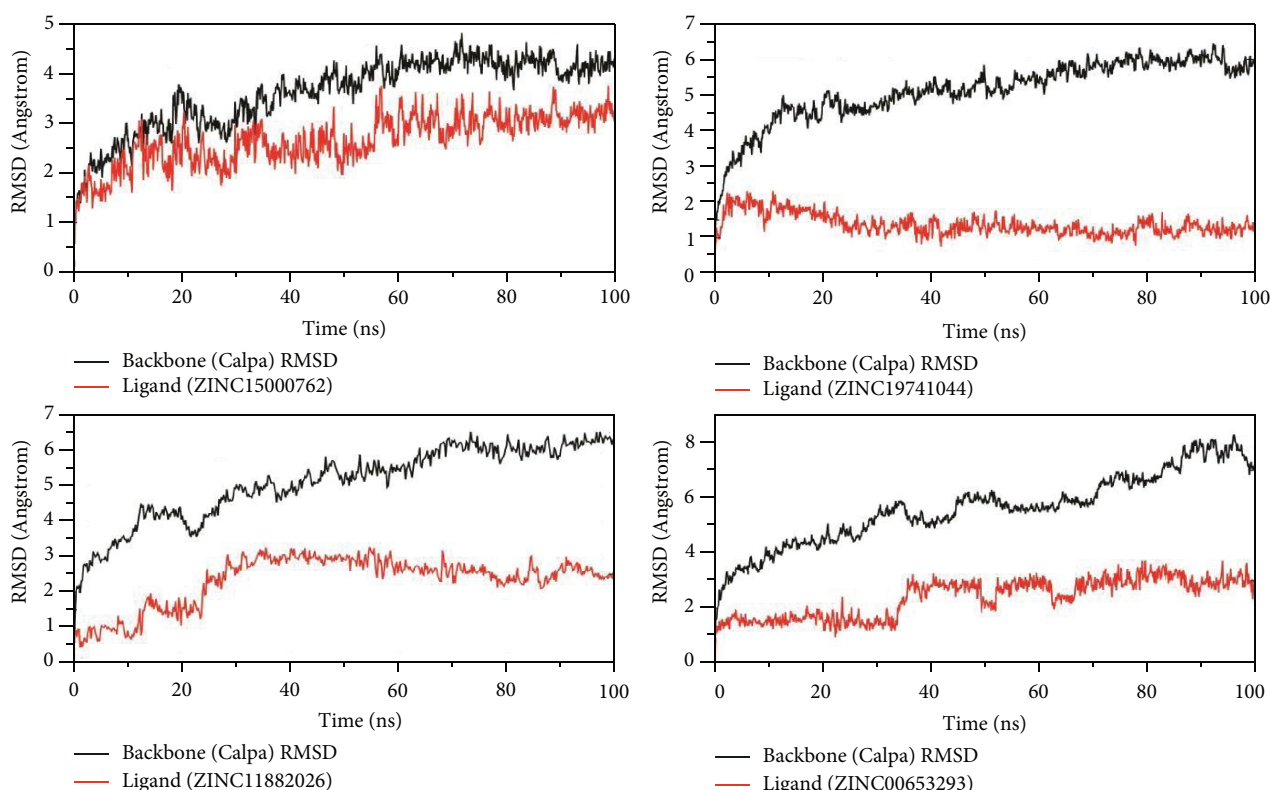 5
4
3
2
1
0
RMSD (Angstrom)
0 20 40 60 80 100
Time (ns)
Backbone (Calpa) RMSD
Ligand (ZINC15000762)
7
6
5
4
3
2
1
0
RMSD (Angstrom)
0 20 40 60 80 100
Time (ns)
Backbone (Calpa) RMSD
Ligand (ZINC19741044)
7
6
5
4
3
2
1
0
RMSD (Angstrom)
0 20 40 60 80 100
Time (ns)
Backbone (Calpa) RMSD
Ligand (ZINC11882026)
8
6
4
2
0
RMSD (Angstrom)
0 20 40 60 80 100
Time (ns)
Backbone (Calpa) RMSD
Ligand (ZINC00653293)